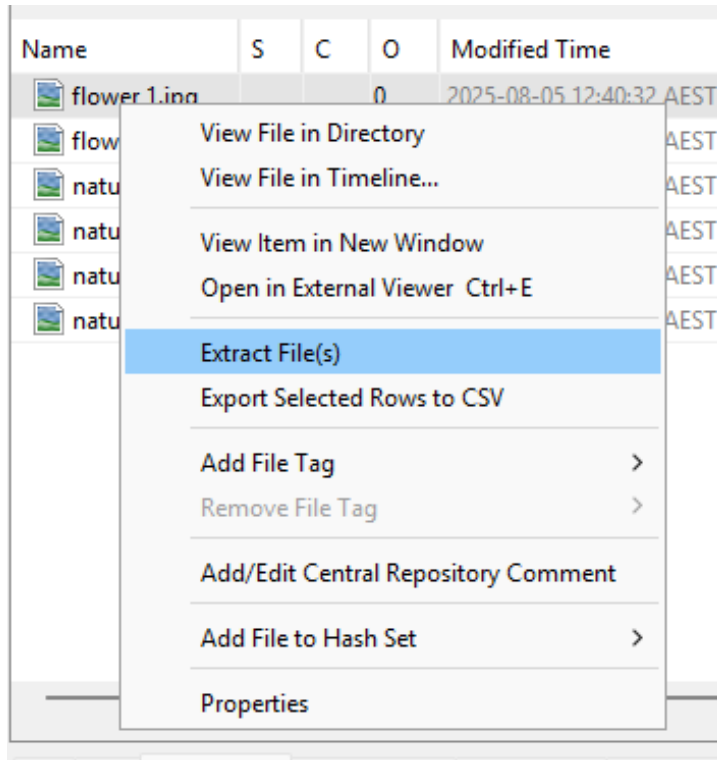 Name S C O Modified Time
flower 1.jpg 0 2025-08-05 12:40:32 AEST
flow AEST
natu AEST
natu AEST
natu AEST
natu AEST
View File in Directory
View File in Timeline...
View Item in New Window
Open in External Viewer Ctrl+E
Extract File(s)
Export Selected Rows to CSV
Add File Tag >
Remove File Tag >
Add/Edit Central Repository Comment
Add File to Hash Set >
Properties